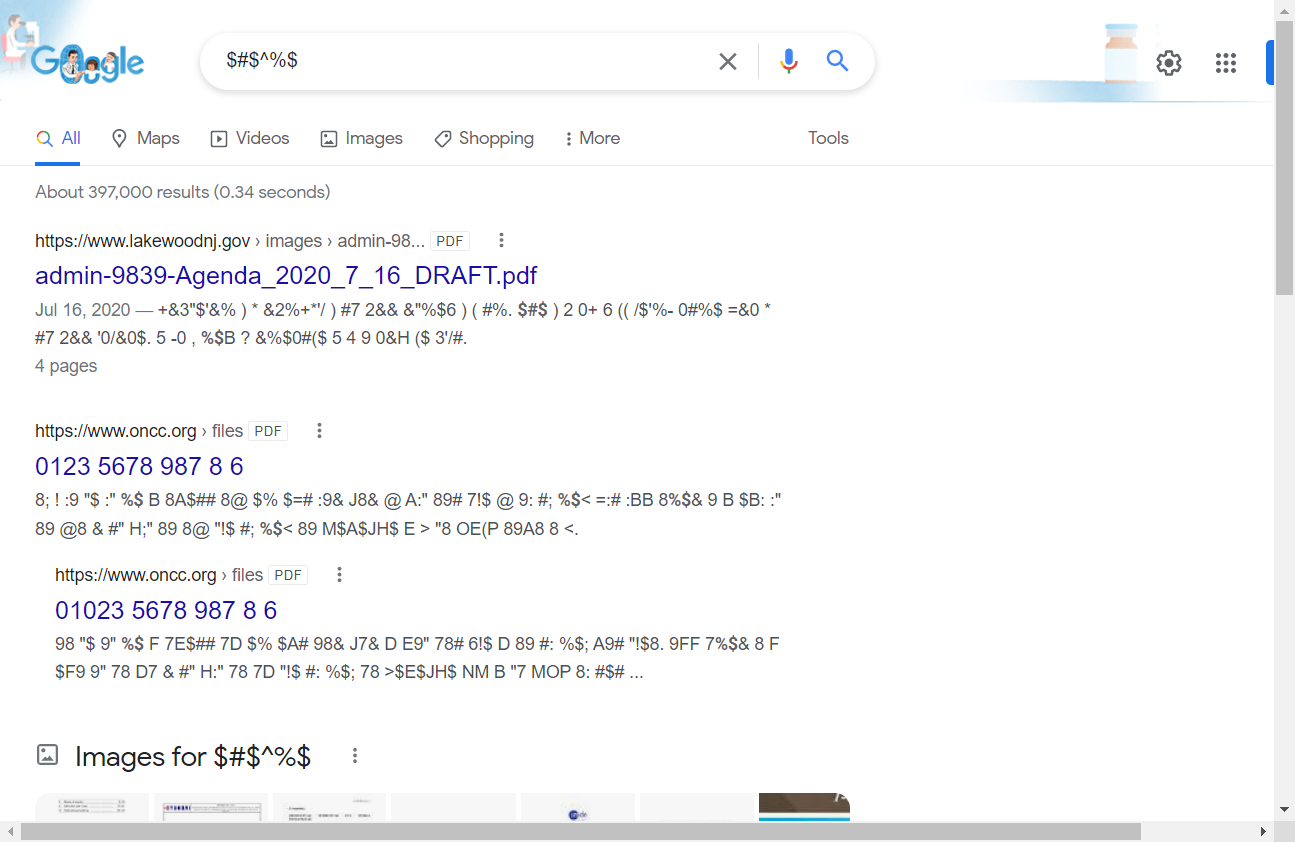 Google
$#$^%$
All
Maps
Videos
Images
Shopping
More
Tools
About 397,000 results (0.34 seconds)
https://www.lakewoodnj.gov › images › admin-98... PDF
admin-9839-Agenda_2020_7_16_DRAFT.pdf
Jul 16, 2020 — +&3"$'&% ) * &2%+*'/ ) #7 2&& &"%$6 ) ( #%. $#$ ) 2 0+ 6 (( /$'%- 0#%$ =&0 *
#7 2&& '0/&0$. 5 -0 , %$B ? &%$0#($ 5 4 9 0&H ($ 3'/#.
4 pages
https://www.oncc.org › files PDF
0123 5678 987 8 6
8; ! :9 "$ :" %$ B 8A$## 8@ $% $=# :9& J8& @ A:" 89# 7!$ @ 9: #; %$< =:# :BB 8%$& 9 B $B: :"
89 @8 & #" H;" 89 8@ "!$ #; %$< 89 M$A$JH$ E > "8 OE(P 89A8 8 <.
https://www.oncc.org › files PDF
01023 5678 987 8 6
98 "$ 9" %$ F 7E$## 7D $% $A# 98& J7& D E9" 78# 6!$ D 89 #: %$; A9# "!$8. 9FF 7%$& 8 F
$F9 9" 78 D7 & #" H:" 78 7D "!$ #: %$; 78 >$E$JH$ NM B "7 MOP 8: #$# ...
Images for $#$^%$